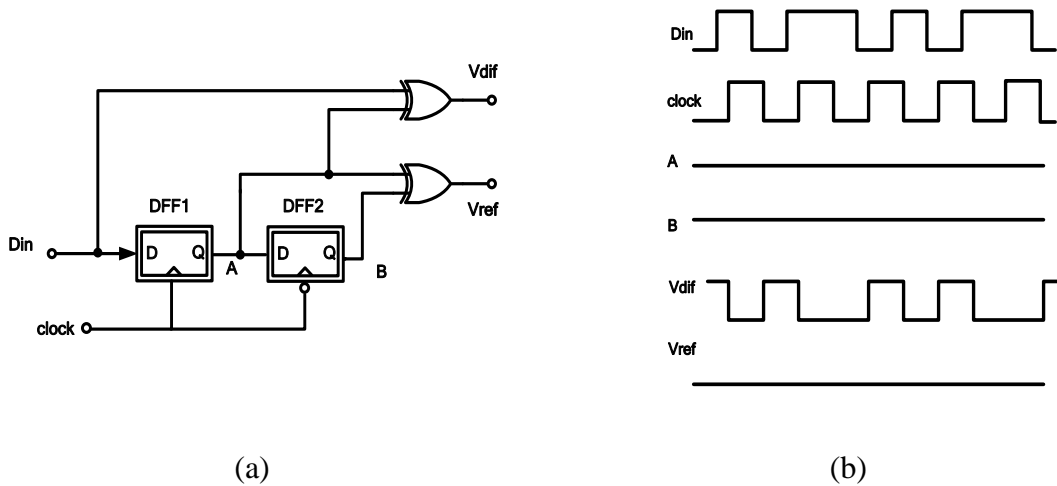 Vdif
Vref
DFF1
DFF2
Din
D
Q
A
D
Q
B
clock
(a)
Din
clock
A
B
Vdif
Vref
(b)